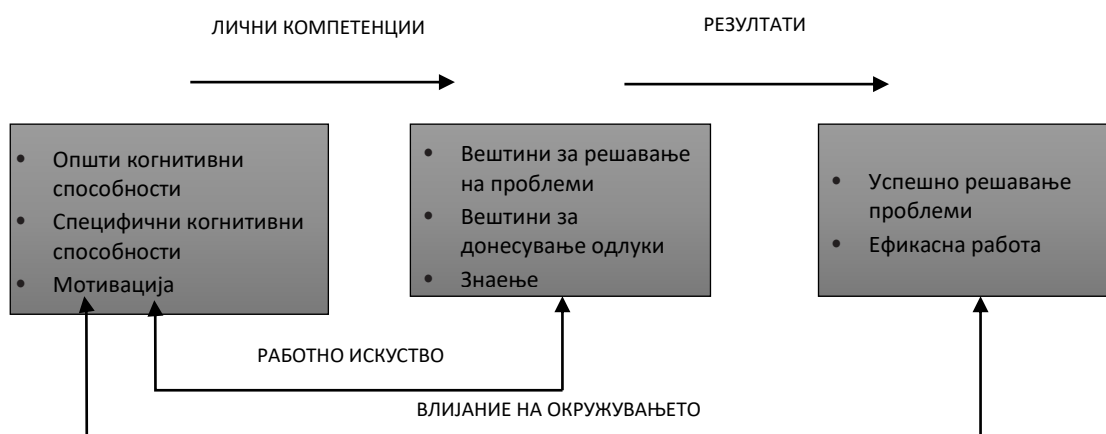 ЛИЧНИ КОМПЕТЕНЦИИ
РЕЗУЛТАТИ
• Општи когнитивни
способности
• Специфични когнитивни
способности
• Мотивација
• Вештини за решавање
на проблеми
• Вештини за
донесување одлуки
• Знаење
• Успешно решавање
проблеми
• Ефикасна работа
РАБОТНО ИСКУСТВО
ВЛИЈАНИЕ НА ОКРУЖУВАЊЕТО